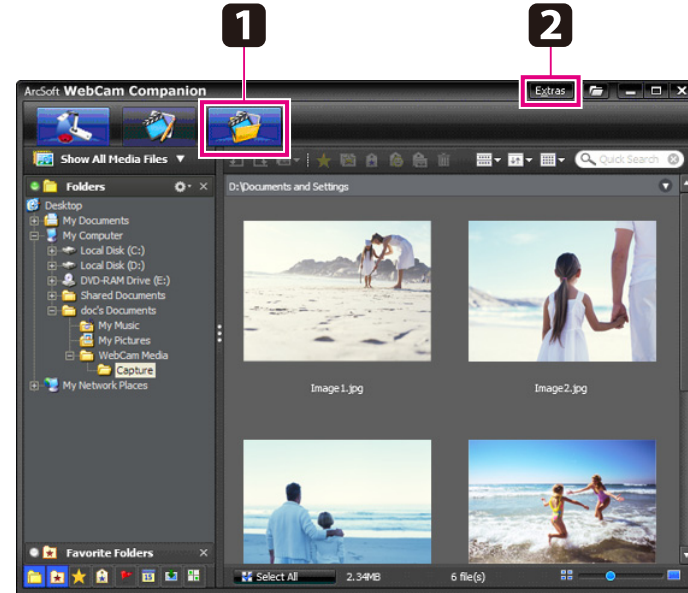 1
2
ArcSoft WebCam Companion
Extras
Show All Media Files
Quick Search
Folders
D:\Documents and Settings
Desktop
My Documents
My Computer
Local Disk (C:)
Local Disk (D:)
DVD-RAM Drive (E:)
Shared Documents
doc's Documents
My Music
My Pictures
WebCam Media
Capture
My Network Places
Image1.jpg
Image2.jpg
Favorite Folders
15
Select All
2.34MB
6 file(s)